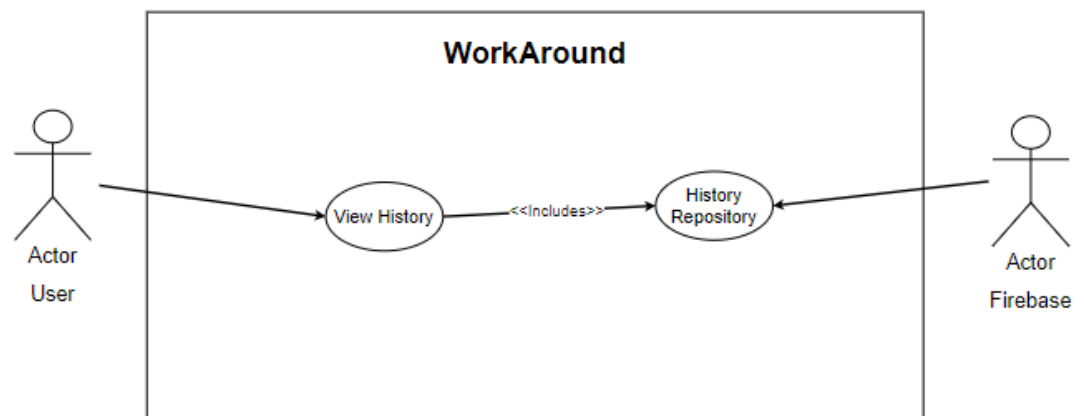 WorkAround
View History
<<Includes>>
History
Repository
Actor
User
Actor
Firebase